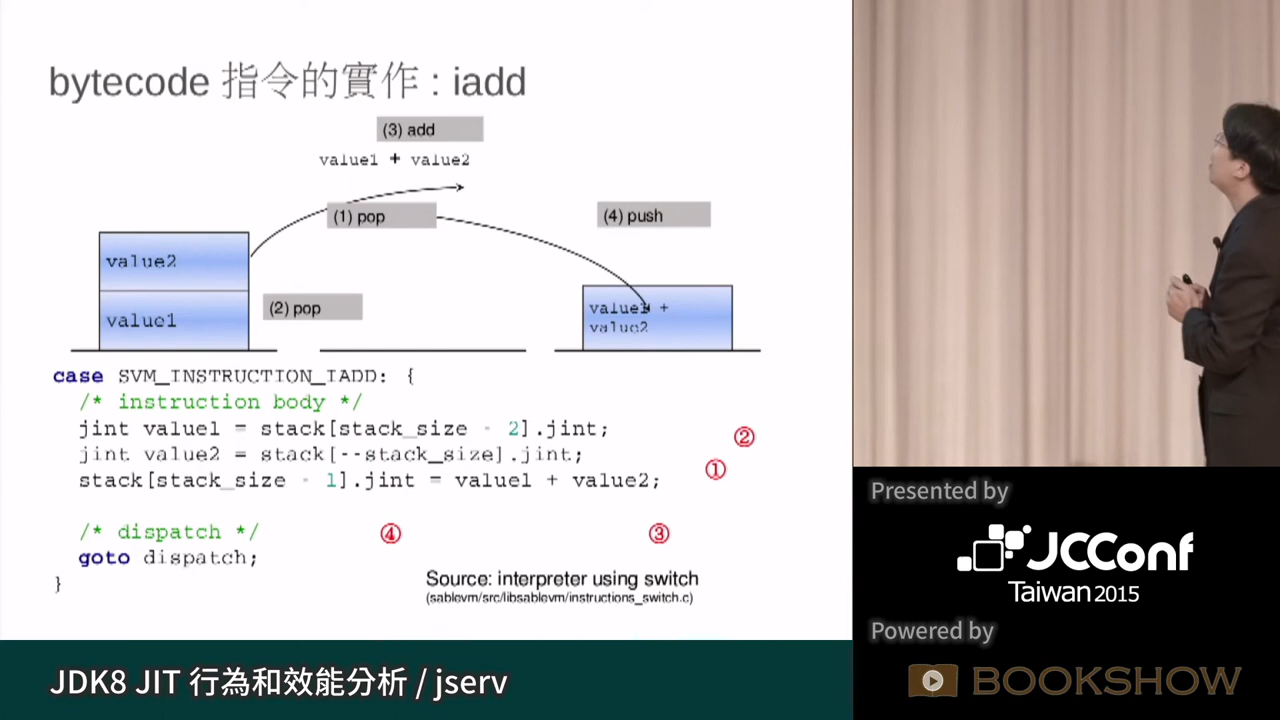 bytecode 指令的實作 : iadd
(3) add
value1 + value2
(1) pop
(4) push
value2
(2) pop
value1
value1 +
value2
case SVM_INSTRUCTION_IADD: {
/* instruction body */
jint value1 = stack[stack_size - 2].jint;
②
jint value2 = stack[--stack_size].jint;
①
stack[stack_size - 1].jint = value1 + value2;
/* dispatch */
④
③
goto dispatch;
}
Source: interpreter using switch
(sablevm/src/libsablevm/instructions_switch.c)
JDK8 JIT 行為和效能分析 / jserv
Presented by
JCConf
Taiwan 2015
Powered by
BOOKSHOW